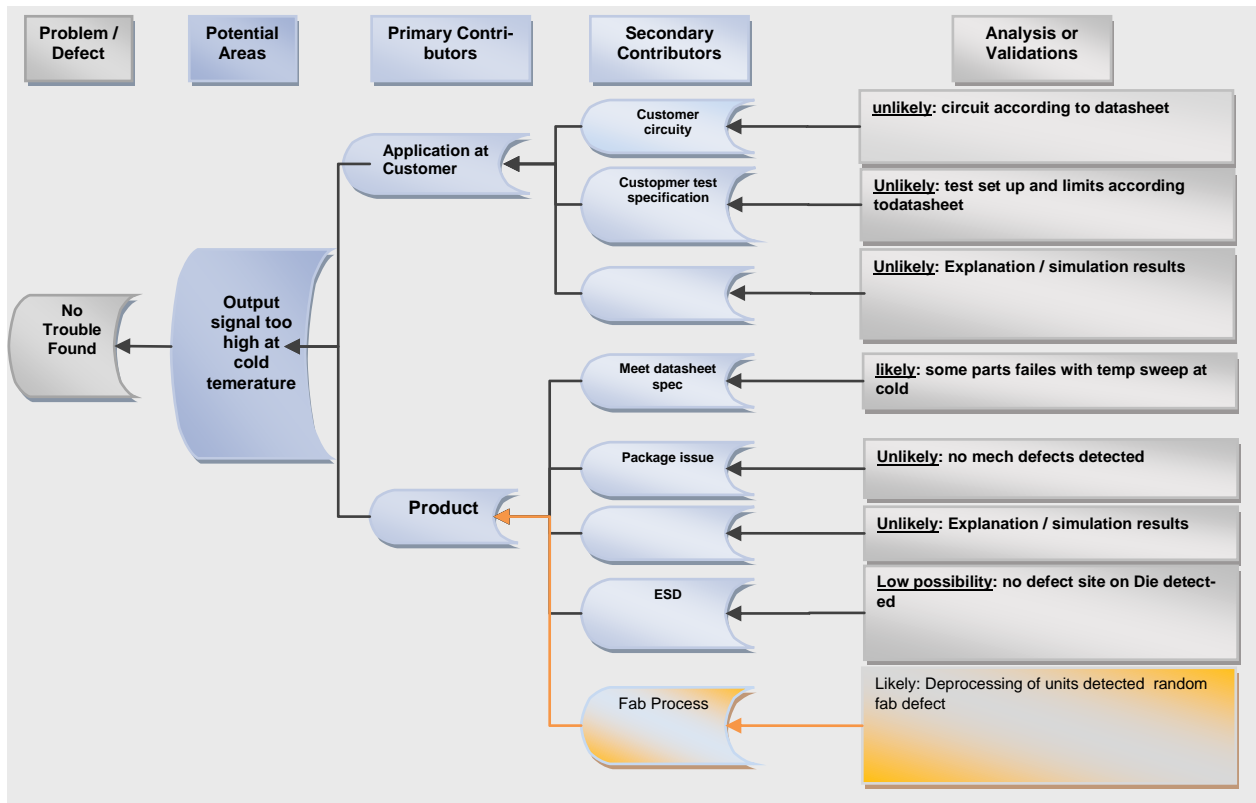 Problem /
Defect
Potential
Areas
Primary Contri-
butors
Secondary
Contributors
Analysis or
Validations
Customer
circuity
unlikely: circuit according to datasheet
Application at
Customer
Custopmer test
specification
Unlikely: test set up and limits according
todatasheet
Unlikely: Explanation / simulation results
No
Trouble
Found
Output
signal too
high at
cold
temerature
Meet datasheet
spec
likely: some parts failes with temp sweep at
cold
Package issue
Unlikely: no mech defects detected
Product
Unlikely: Explanation / simulation results
ESD
Low possibility: no defect site on Die detect-
ed
Fab Process
Likely: Deprocessing of units detected random
fab defect